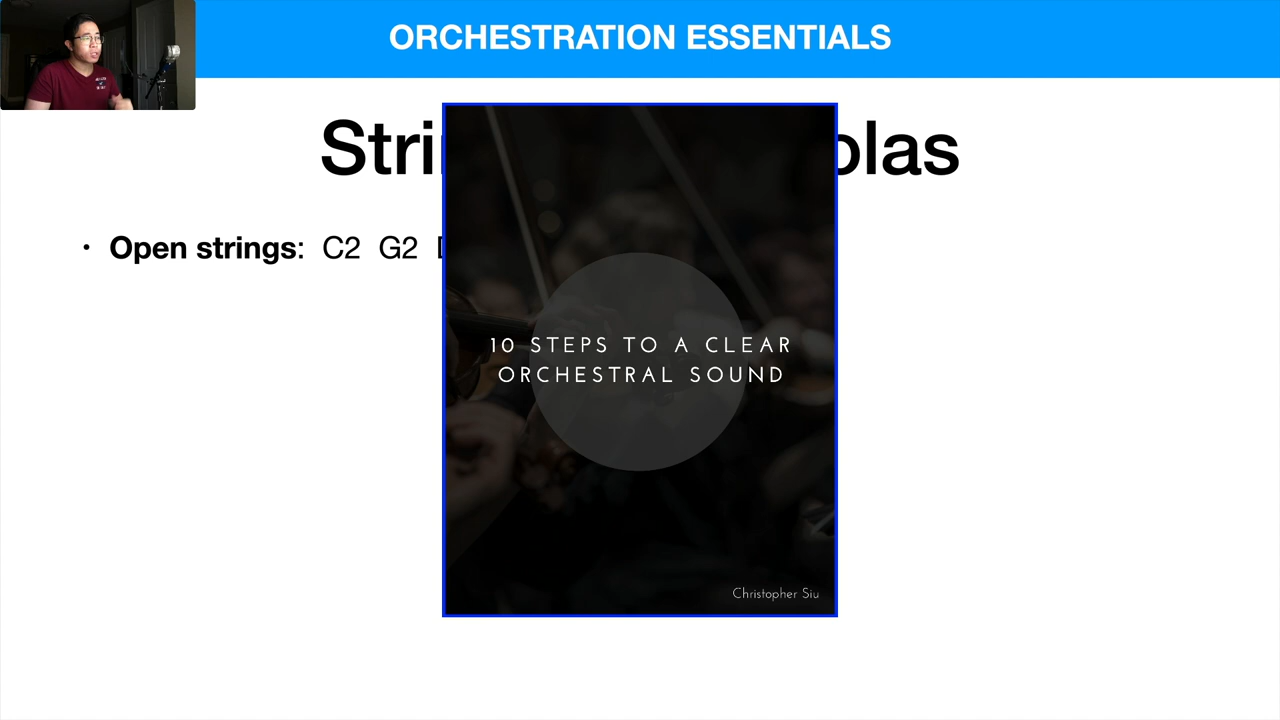 ORCHESTRATION ESSENTIALS
Stri olas
• Open strings: C2 G2
10 STEPS TO A CLEAR
ORCHESTRAL SOUND
Christopher Siu